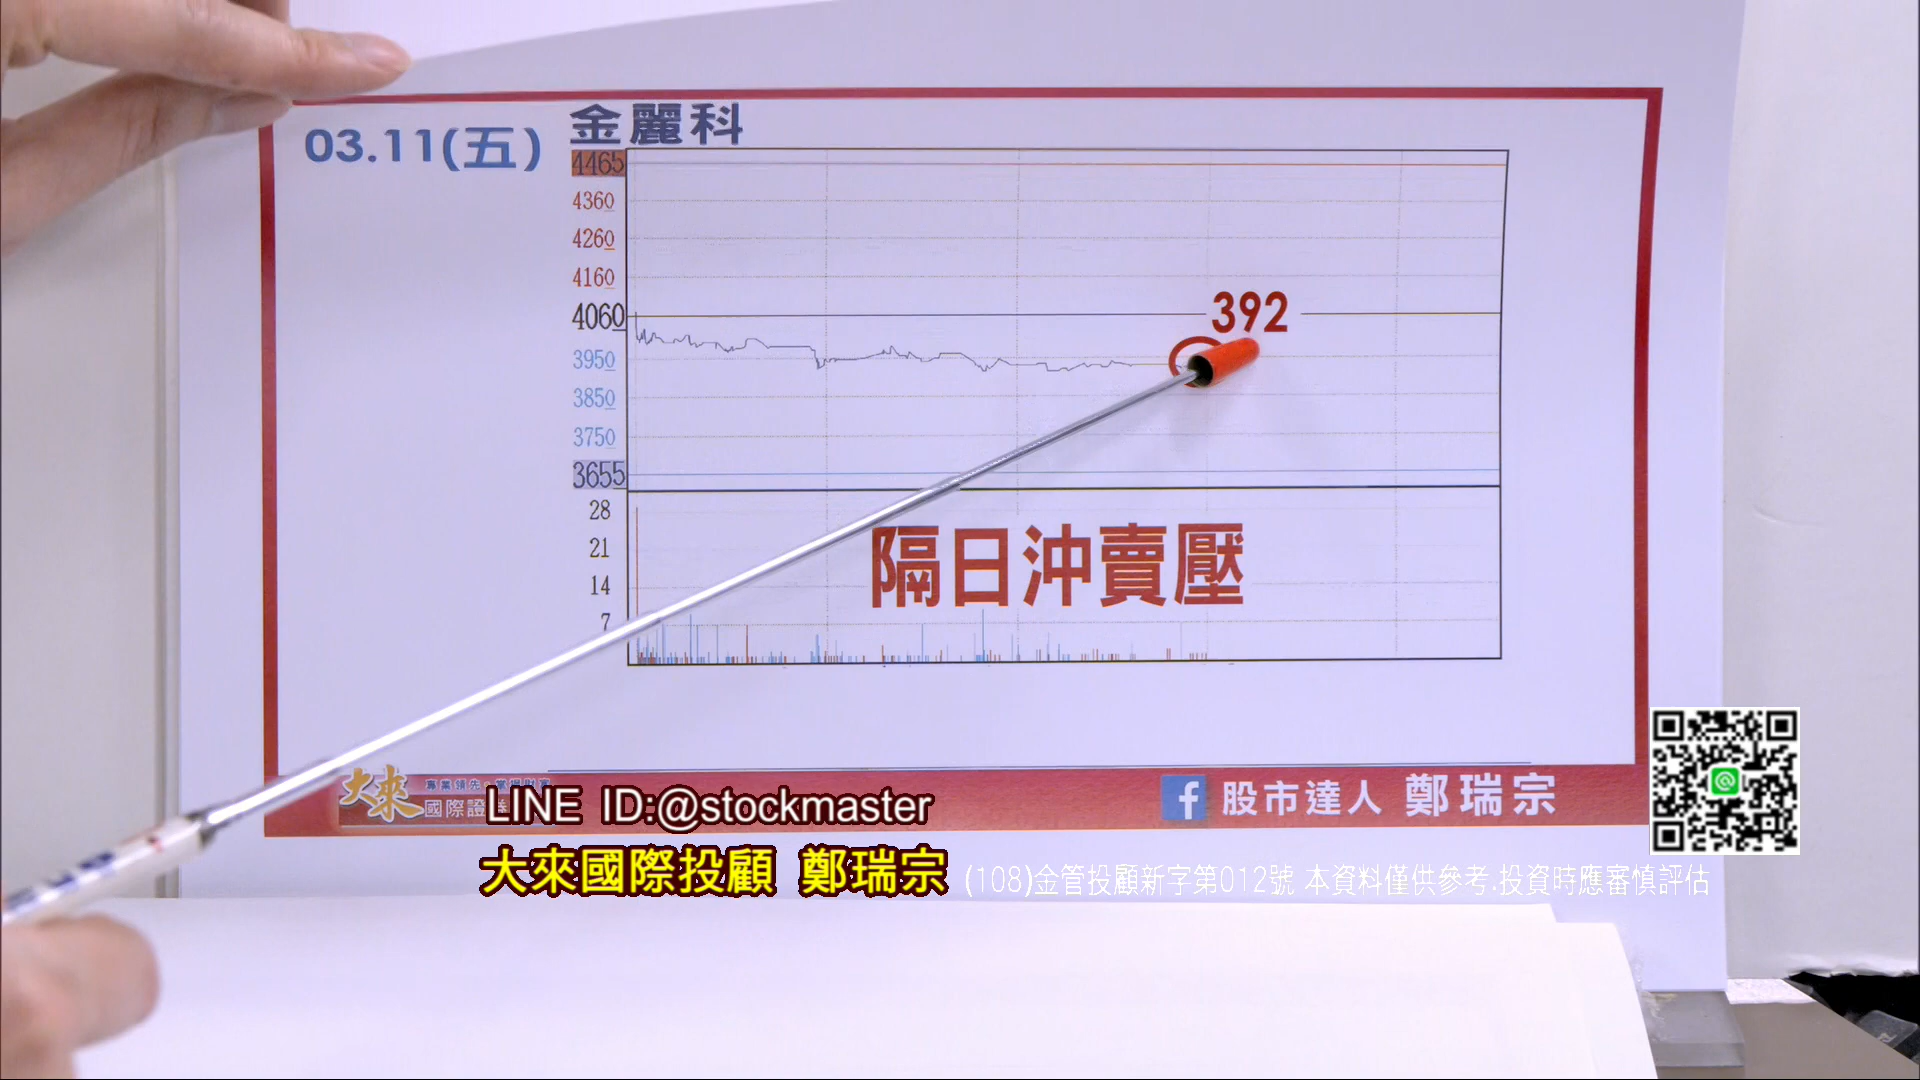 03.11(五)
金麗科
4465
4360
4260
4160
4060
3950
3850
3750
3655
392
28
21
14
7
隔日沖賣壓
大來
國際證
LINE ID:@stockmaster
f 股市達人 鄭瑞宗
大來國際投顧 鄭瑞宗
(108)金管投顧新字第012號 本資料僅供參考.投資時應審慎評估